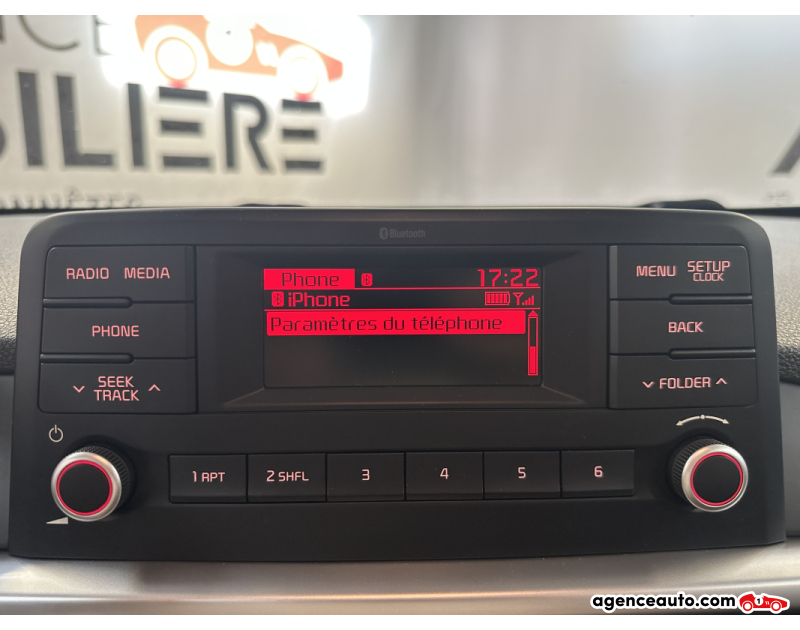 BILIERE
Bluetooth
RADIO MEDIA
Phone 17:22
MENU SETUP CLOCK
iPhone
PHONE
Paramètres du téléphone
BACK
SEEK TRACK
FOLDER
1 RPT 2 SHFL 3 4 5 6
agenceauto.com